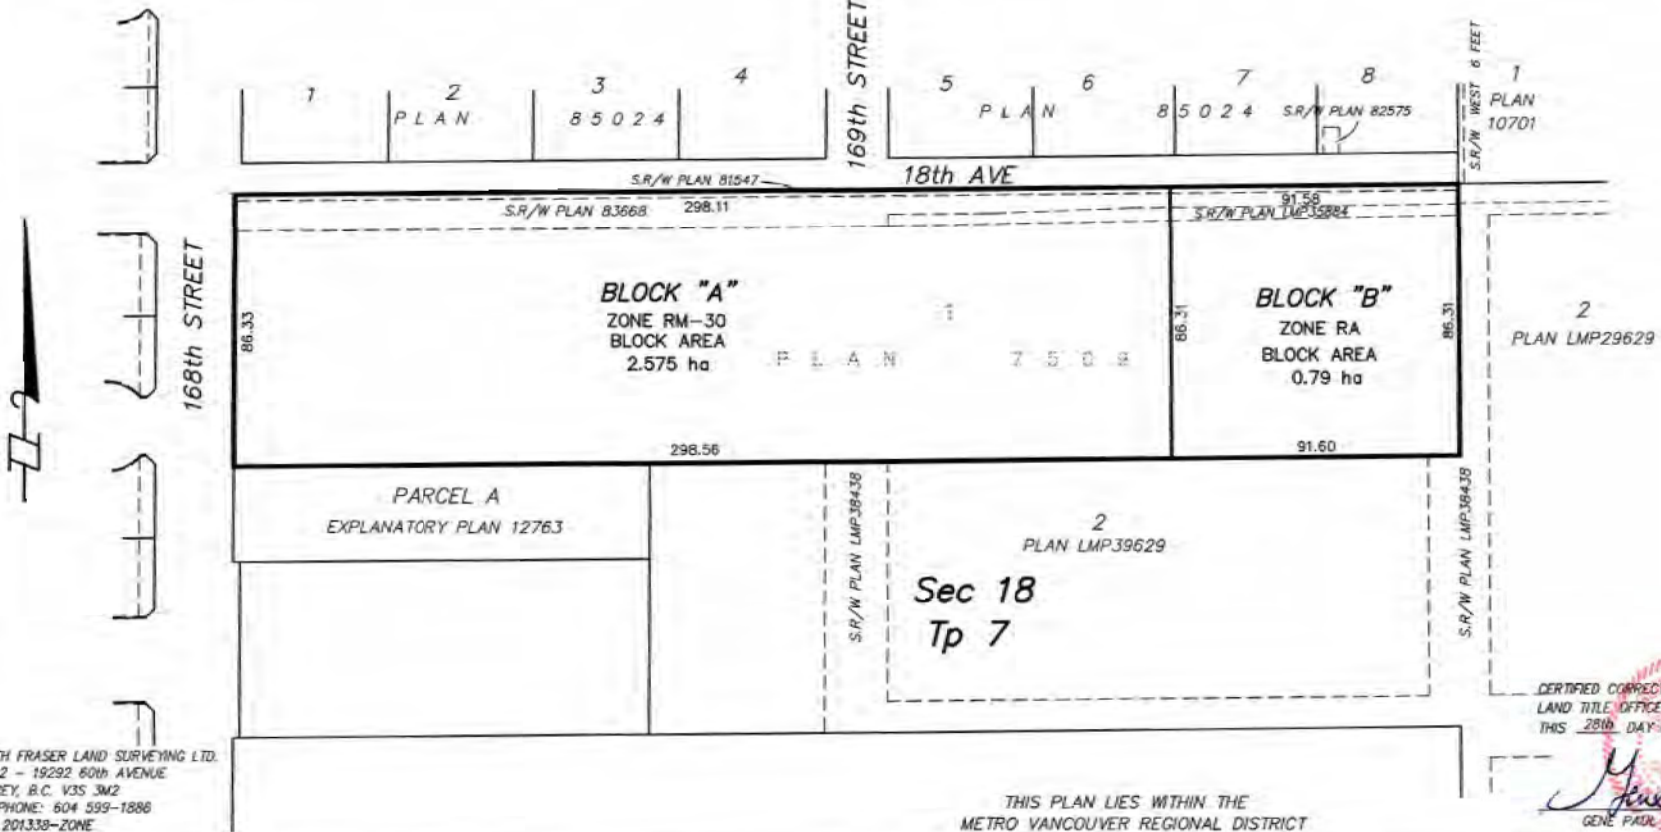 168th STREET
169th STREET
18th AVE
1
2
3
4
PLAN
85024
5
6
7
8
PLAN
85024
S.R/W PLAN 82575
S.R/W WEST 6 FEET
1
PLAN
10701
S.R/W PLAN 81547
S.R/W PLAN 83668
298.11
91.58
S.R/W PLAN LMP35884
86.33
BLOCK "A"
ZONE RM-30
BLOCK AREA
2.575 ha
1
PLAN
86.31
BLOCK "B"
ZONE RA
BLOCK AREA
0.79 ha
86.31
2
PLAN LMP29629
298.56
91.60
PARCEL A
EXPLANATORY PLAN 12763
S.R/W PLAN LMP38438
2
PLAN LMP39629
Sec 18
Tp 7
S.R/W PLAN LMP38438
TH FRASER LAND SURVEYING LTD.
2 - 19292 60th AVENUE
EY, B.C. V3S 3M2
PHONE: 604 599-1886
201338-ZONE
THIS PLAN LIES WITHIN THE
METRO VANCOUVER REGIONAL DISTRICT
CERTIFIED CORREC
LAND TITLE OFFICE
THIS 28th DAY
GENE PAUL